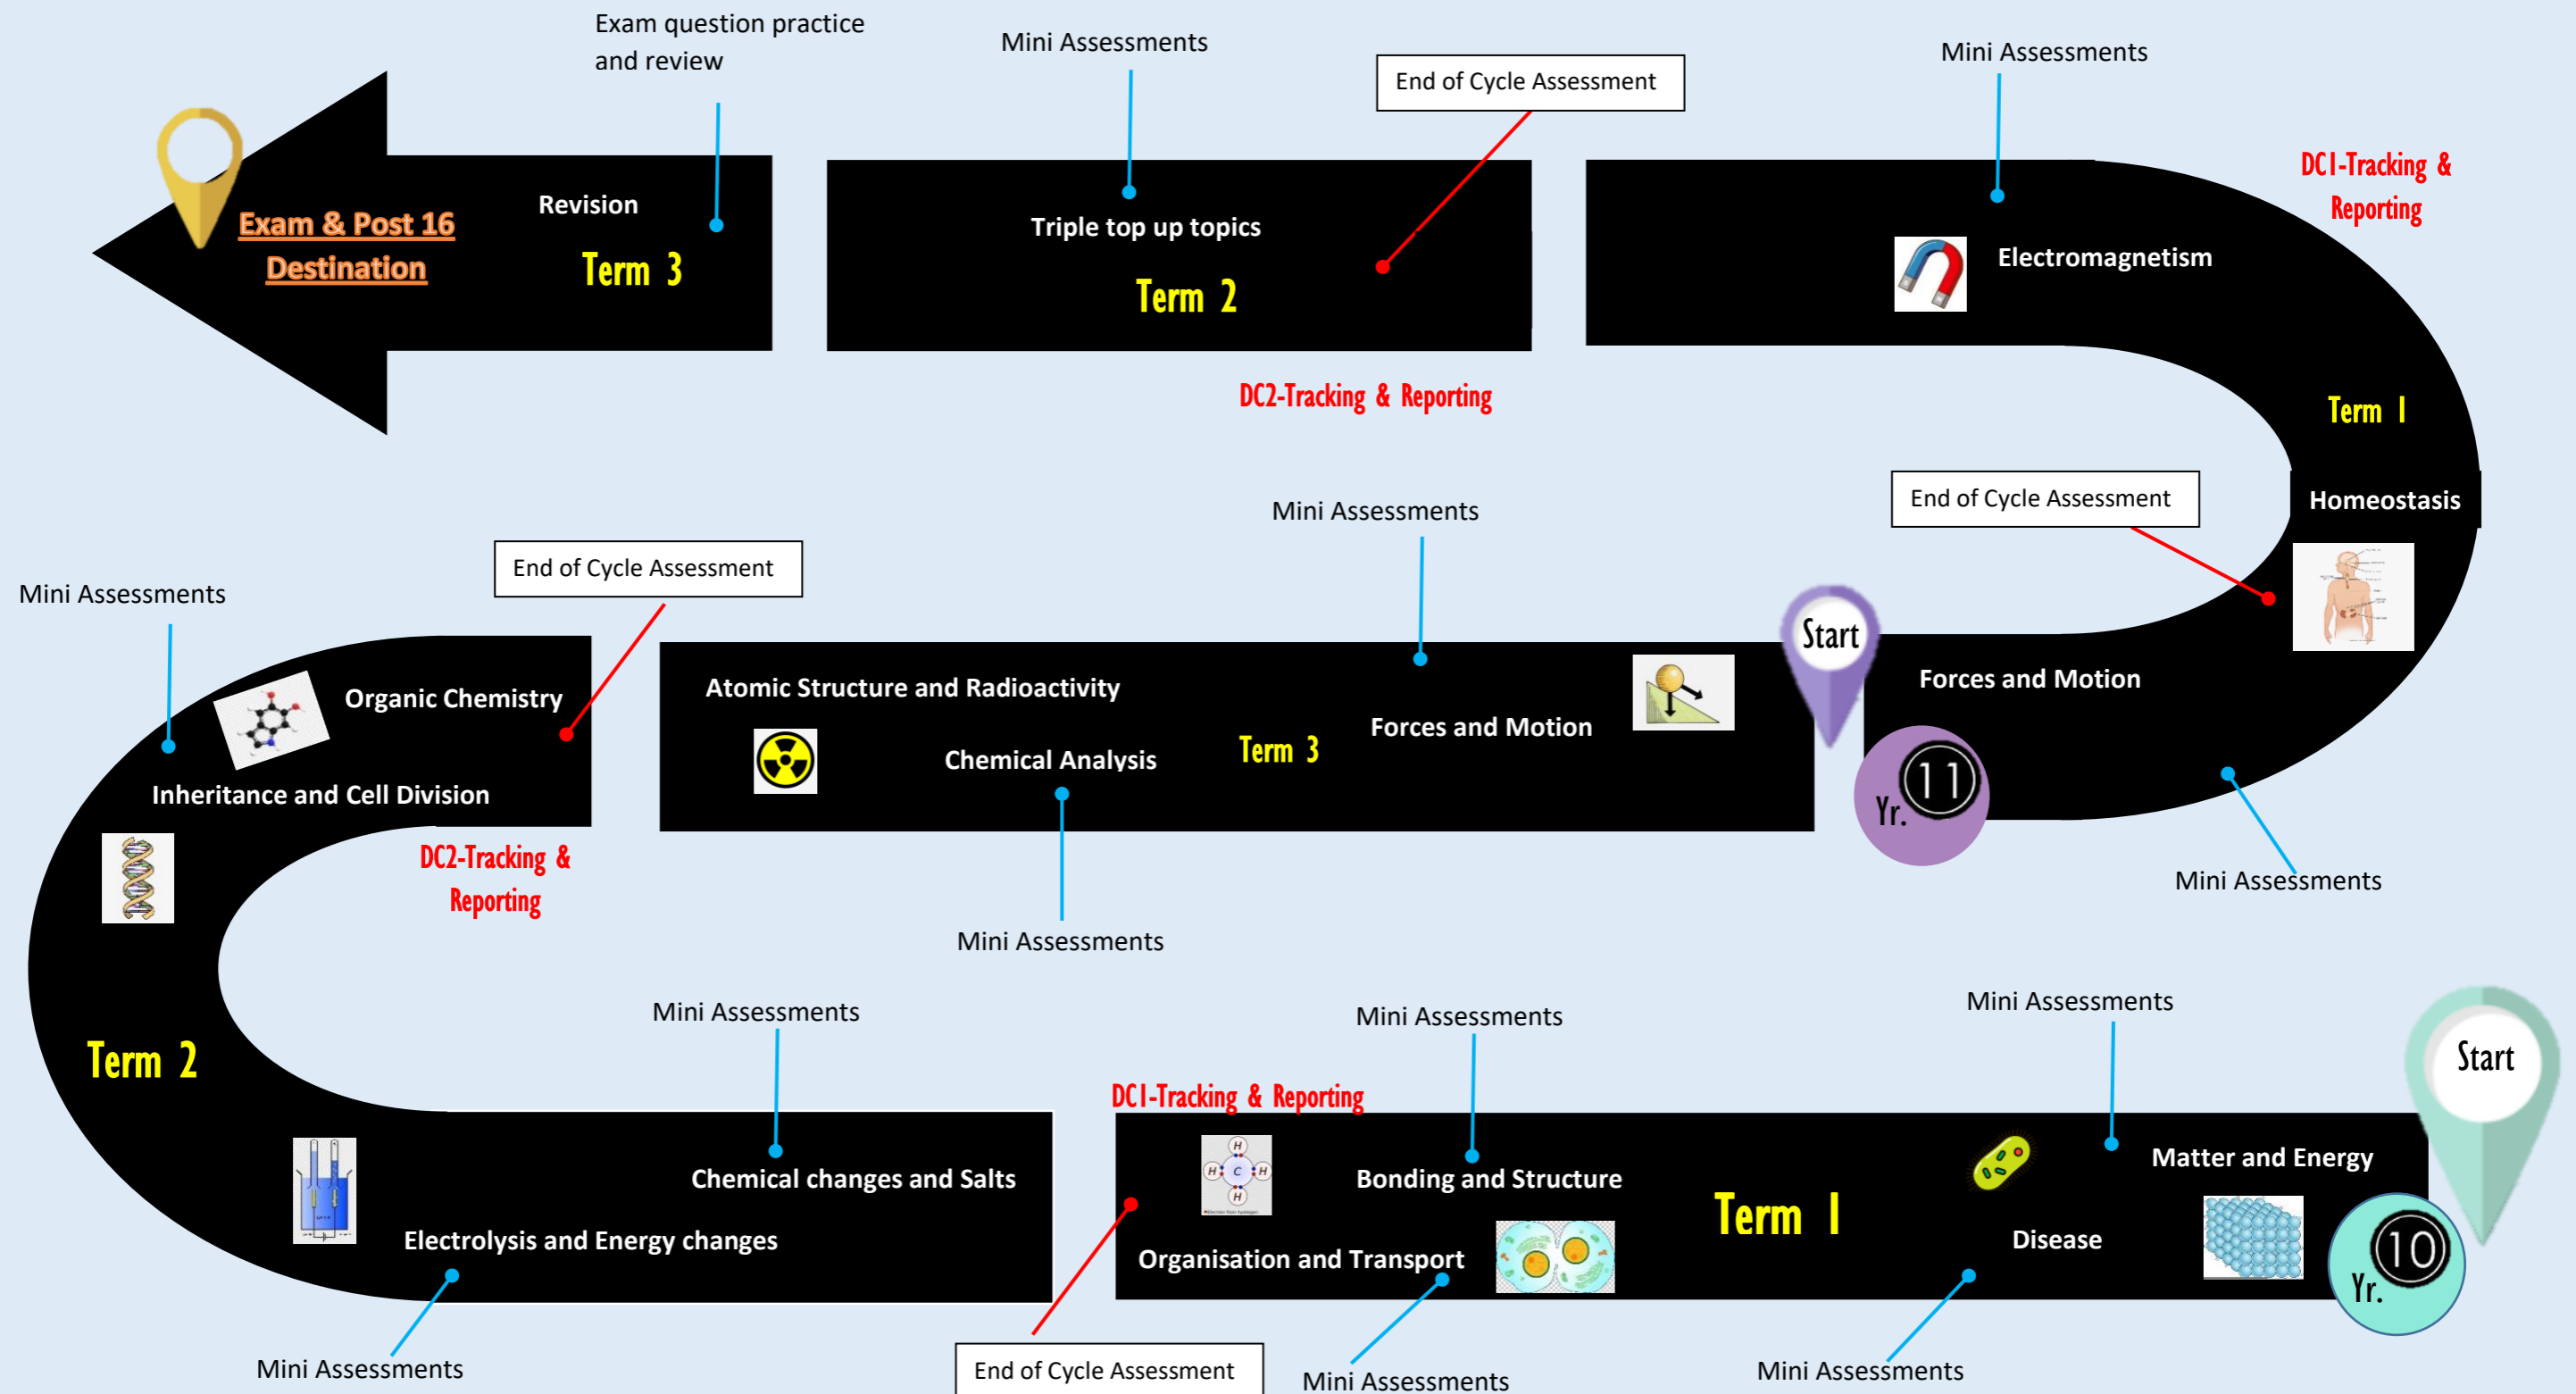 Exam question practice
and review
Mini Assessments
End of Cycle Assessment
Mini Assessments
DC1-Tracking &
Reporting
Exam & Post 16
Destination
Revision
Term 3
Triple top up topics
Term 2
Electromagnetism
DC2-Tracking & Reporting
Term 1
Homeostasis
End of Cycle Assessment
Mini Assessments
End of Cycle Assessment
Mini Assessments
Start
Forces and Motion
Yr. 11
Mini Assessments
Atomic Structure and Radioactivity
Chemical Analysis
Term 3
Forces and Motion
Mini Assessments
Organic Chemistry
Inheritance and Cell Division
DC2-Tracking &
Reporting
Term 2
Mini Assessments
Chemical changes and Salts
Electrolysis and Energy changes
Mini Assessments
Mini Assessments
Mini Assessments
Start
DC1-Tracking & Reporting
H
H C H
H
Bonding and Structure
Organisation and Transport
Term 1
Matter and Energy
Disease
Yr. 10
End of Cycle Assessment
Mini Assessments
Mini Assessments